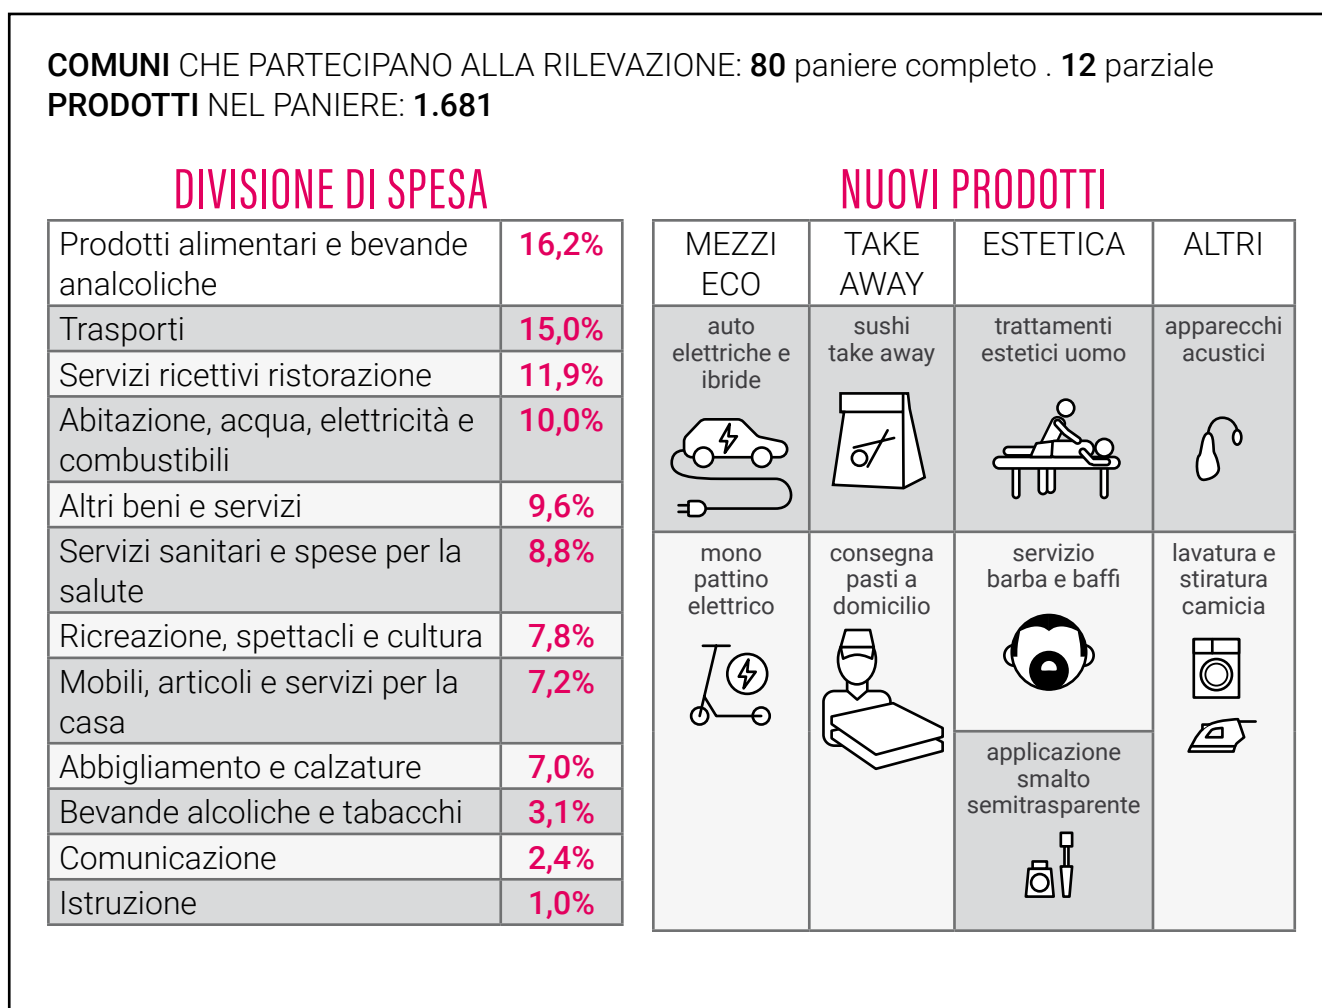 COMUNI CHE PARTECIPANO ALLA RILEVAZIONE: 80 paniere completo . 12 parziale
PRODOTTI NEL PANIERE: 1.681
DIVISIONE DI SPESA
Prodotti alimentari e bevande
analcoliche
16,2%
Trasporti
15,0%
Servizi ricettivi ristorazione
11,9%
Abitazione, acqua, elettricità e
combustibili
10,0%
Altri beni e servizi
9,6%
Servizi sanitari e spese per la
salute
8,8%
Ricreazione, spettacli e cultura
7,8%
Mobili, articoli e servizi per la
casa
7,2%
Abbigliamento e calzature
7,0%
Bevande alcoliche e tabacchi
3,1%
Comunicazione
2,4%
Istruzione
1,0%
NUOVI PRODOTTI
MEZZI
ECO
TAKE
AWAY
ESTETICA
ALTRI
auto
elettriche e
ibride
sushi
take away
trattamenti
estetici uomo
apparecchi
acustici
mono
pattino
elettrico
consegna
pasti a
domicilio
servizio
barba e baffi
lavatura e
stiratura
camicia
applicazione
smalto
semitrasparente